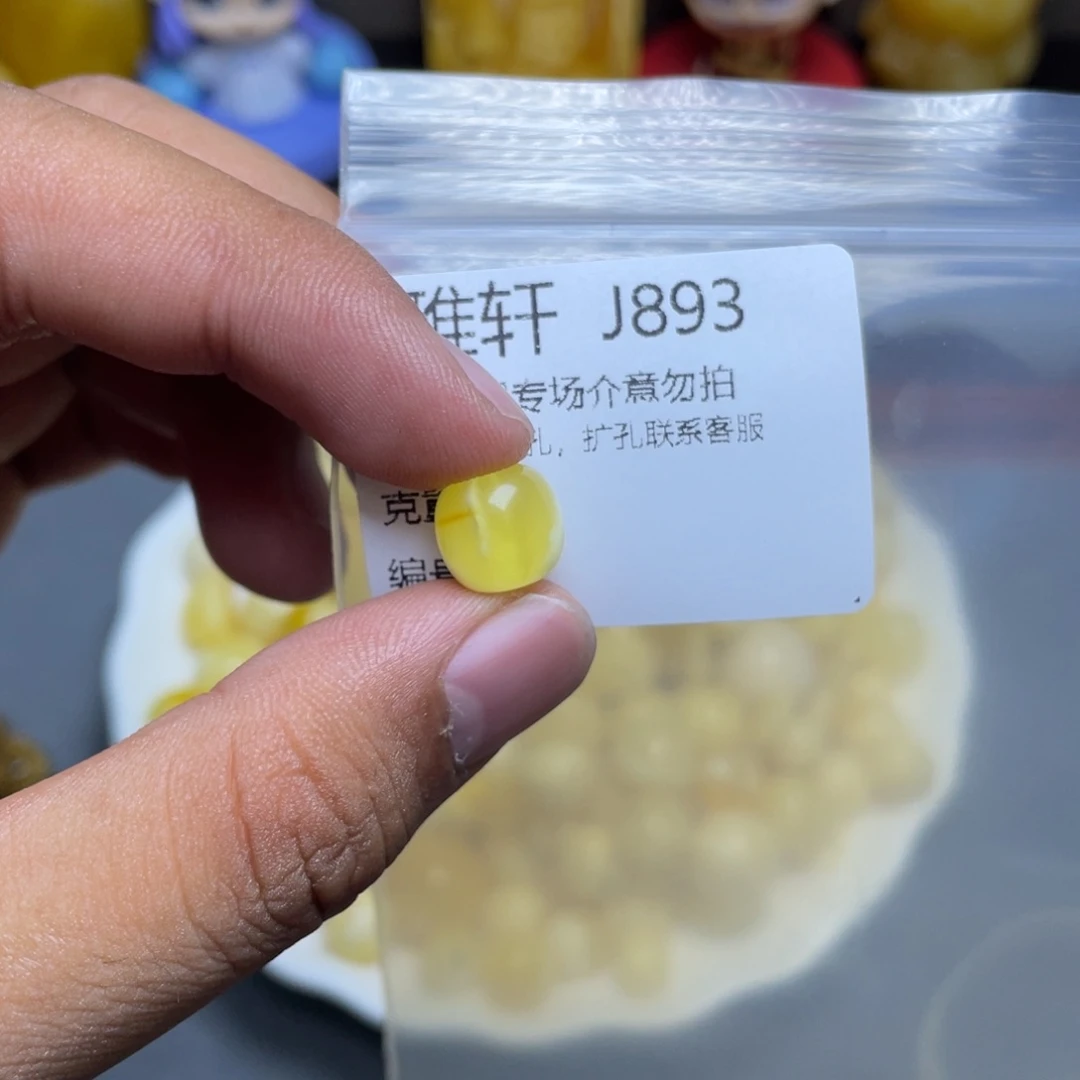 雅轩 J893
专场介意勿拍
孔，扩孔联系客服
克量
编号